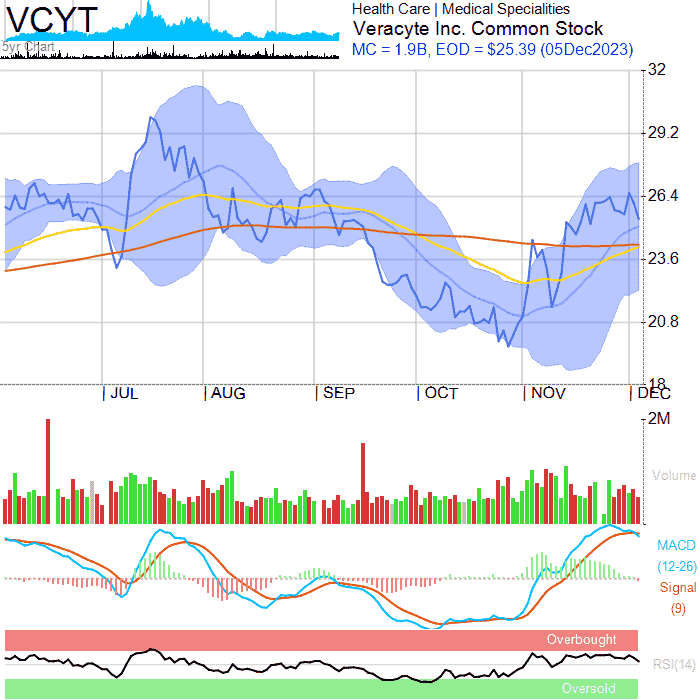 VCYT
5yr Chart
Health Care | Medical Specialities
Veracyte Inc. Common Stock
MC = 1.9B, EOD = $25.39 (05Dec2023)
32
29.2
26.4
23.6
20.8
18
JUL AUG SEP OCT NOV DEC
2M
Volume
MACD
(12-26)
Signal
(9)
Overbought
RSI(14)
Oversold